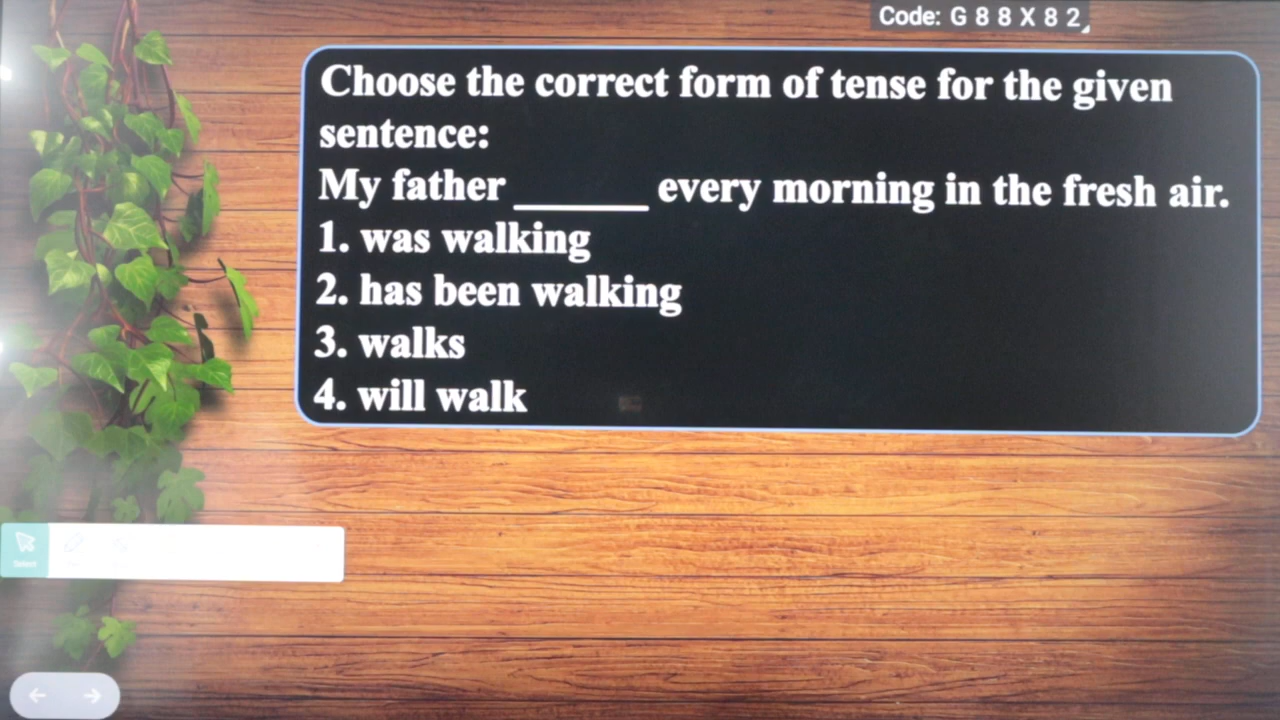 Code: G 8 8 X 8 2
Choose the correct form of tense for the given
sentence:
My father ______ every morning in the fresh air.
1. was walking
2. has been walking
3. walks
4. will walk
Select